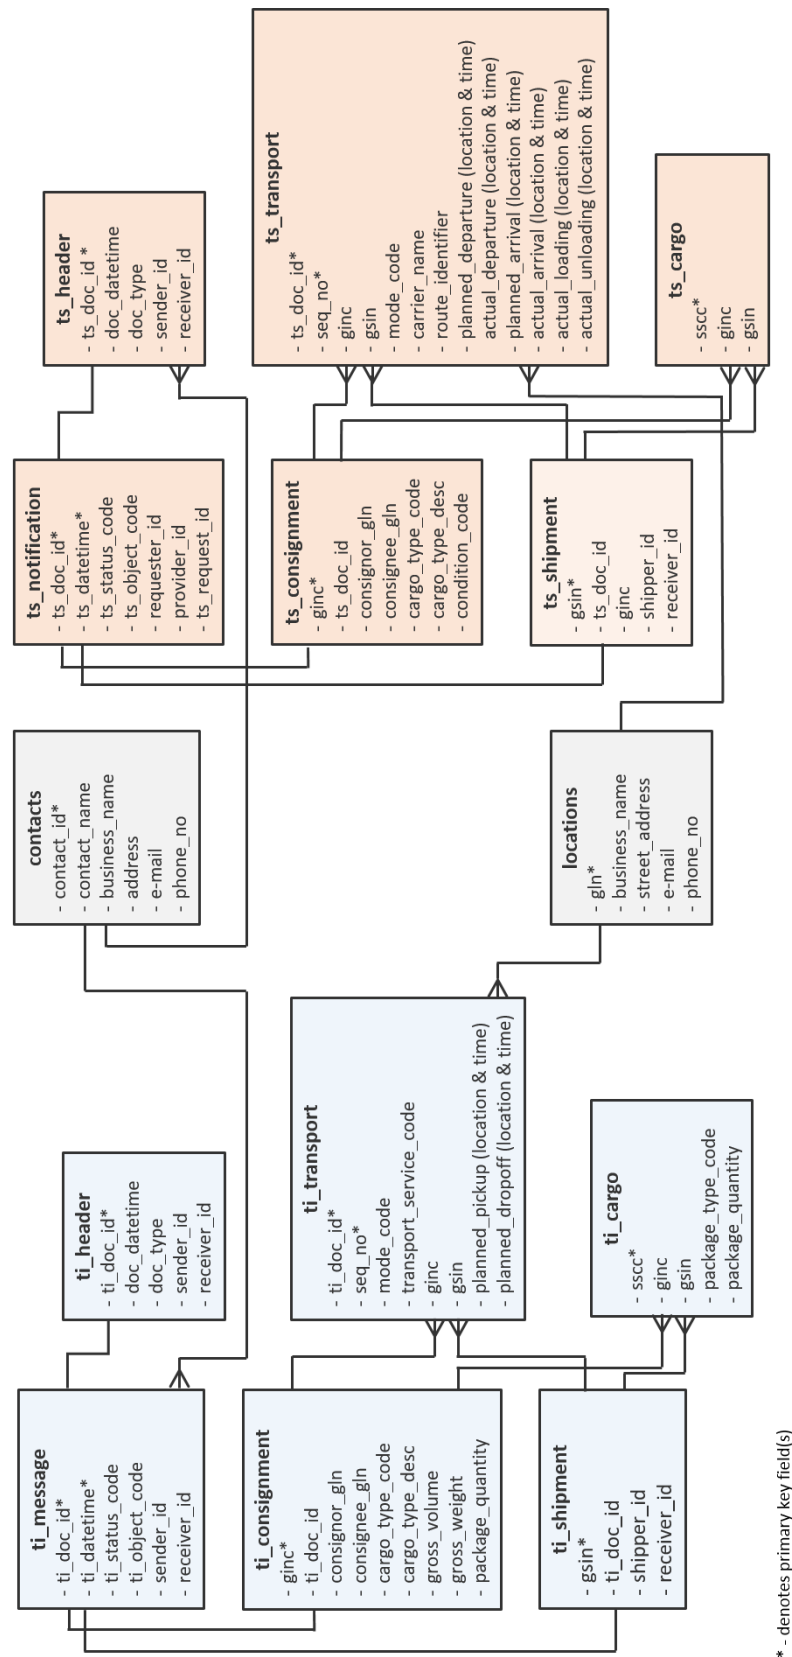 ti_message
- ti_doc_id*
- ti_datetime*
- ti_status_code
- ti_object_code
- sender_id
- receiver_id
ti_header
- ti_doc_id*
- doc_datetime
- doc_type
- sender_id
- receiver_id
contacts
- contact_id*
- contact_name
- business_name
- address
- e-mail
- phone_no
ts_notification
- ts_doc_id*
- ts_datetime*
- ts_status_code
- ts_object_code
- requester_id
- provider_id
- ts_request_id
ts_header
- ts_doc_id *
- doc_datetime
- doc_type
- sender_id
- receiver_id
ti_consignment
- ginc*
- ti_doc_id
- consignor_gln
- consignee_gln
- cargo_type_code
- cargo_type_desc
- gross_volume
- gross_weight
- package_quantity
ti_transport
- ti_doc_id*
- seq_no*
- mode_code
- transport_service_code
- ginc
- gsin
- planned_pickup (location & time)
- planned_dropoff (location & time)
ts_consignment
- ginc*
- ts_doc_id
- consignor_gln
- consignee_gln
- cargo_type_code
- cargo_type_desc
- condition_code
ts_transport
- ts_doc_id*
- seq_no*
- ginc
- gsin
- mode_code
- carrier_name
- route_identifier
- planned_departure (location & time)
- actual_departure (location & time)
- planned_arrival (location & time)
- actual_arrival (location & time)
- actual_loading (location & time)
- actual_unloading (location & time)
ti_shipment
- gsin*
- ti_doc_id
- shipper_id
- receiver_id
ti_cargo
- sscc*
- ginc
- gsin
- package_type_code
- package_quantity
locations
- gln*
- business_name
- street_address
- e-mail
- phone_no
ts_shipment
- gsin*
- ts_doc_id
- ginc
- shipper_id
- receiver_id
ts_cargo
- sscc*
- ginc
- gsin
* - denotes primary key field(s)